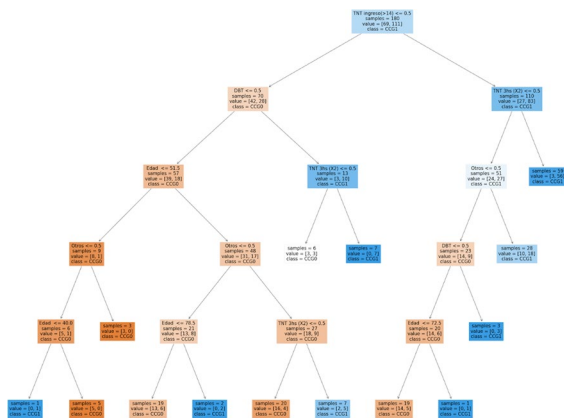 TNT ingreso(>14) <= 0.5
samples = 180
value = [69, 111]
class = CCG1
DBT <= 0.5
samples = 70
value = [42, 28]
class = CCG0
TNT 3hs (X2) <= 0.5
samples = 110
value = [27, 83]
class = CCG1
Edad <= 51.5
samples = 57
value = [39, 18]
class = CCG0
TNT 3hs (X2) <= 0.5
samples = 13
value = [3, 10]
class = CCG1
Otros <= 0.5
samples = 51
value = [24, 27]
class = CCG1
samples = 59
value = [3, 56]
class = CCG1
Otros <= 0.5
samples = 9
value = [8, 1]
class = CCG0
Otros <= 0.5
samples = 48
value = [31, 17]
class = CCG0
samples = 6
value = [3, 3]
class = CCG0
samples = 7
value = [0, 7]
class = CCG1
DBT <= 0.5
samples = 23
value = [14, 9]
class = CCG0
samples = 28
value = [10, 18]
class = CCG1
Edad <= 40.0
samples = 6
value = [5, 1]
class = CCG0
samples = 3
value = [3, 0]
class = CCG0
Edad <= 78.5
samples = 21
value = [13, 8]
class = CCG0
TNT 2hs (X2) <= 0.5
samples = 27
value = [18, 9]
class = CCG0
Edad <= 72.5
samples = 20
value = [14, 6]
class = CCG0
samples = 3
value = [0, 3]
class = CCG1
samples = 1
value = [0, 1]
class = CCG1
samples = 5
value = [5, 0]
class = CCG0
samples = 19
value = [13, 6]
class = CCG0
samples = 2
value = [0, 2]
class = CCG1
samples = 20
value = [16, 4]
class = CCG0
samples = 7
value = [2, 5]
class = CCG1
samples = 19
value = [14, 5]
class = CCG0
samples = 1
value = [0, 1]
class = CCG1